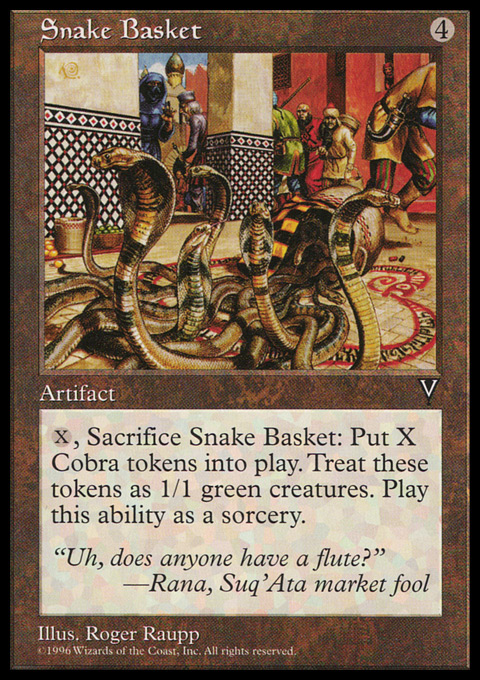 Snake Basket
4
Artifact
V
X, Sacrifice Snake Basket: Put X
Cobra tokens into play. Treat these
tokens as 1/1 green creatures. Play
this ability as a sorcery.
“Uh, does anyone have a flute?”
—Rana, Suq’Ata market fool
Illus. Roger Raupp
©1996 Wizards of the Coast, Inc. All rights reserved.